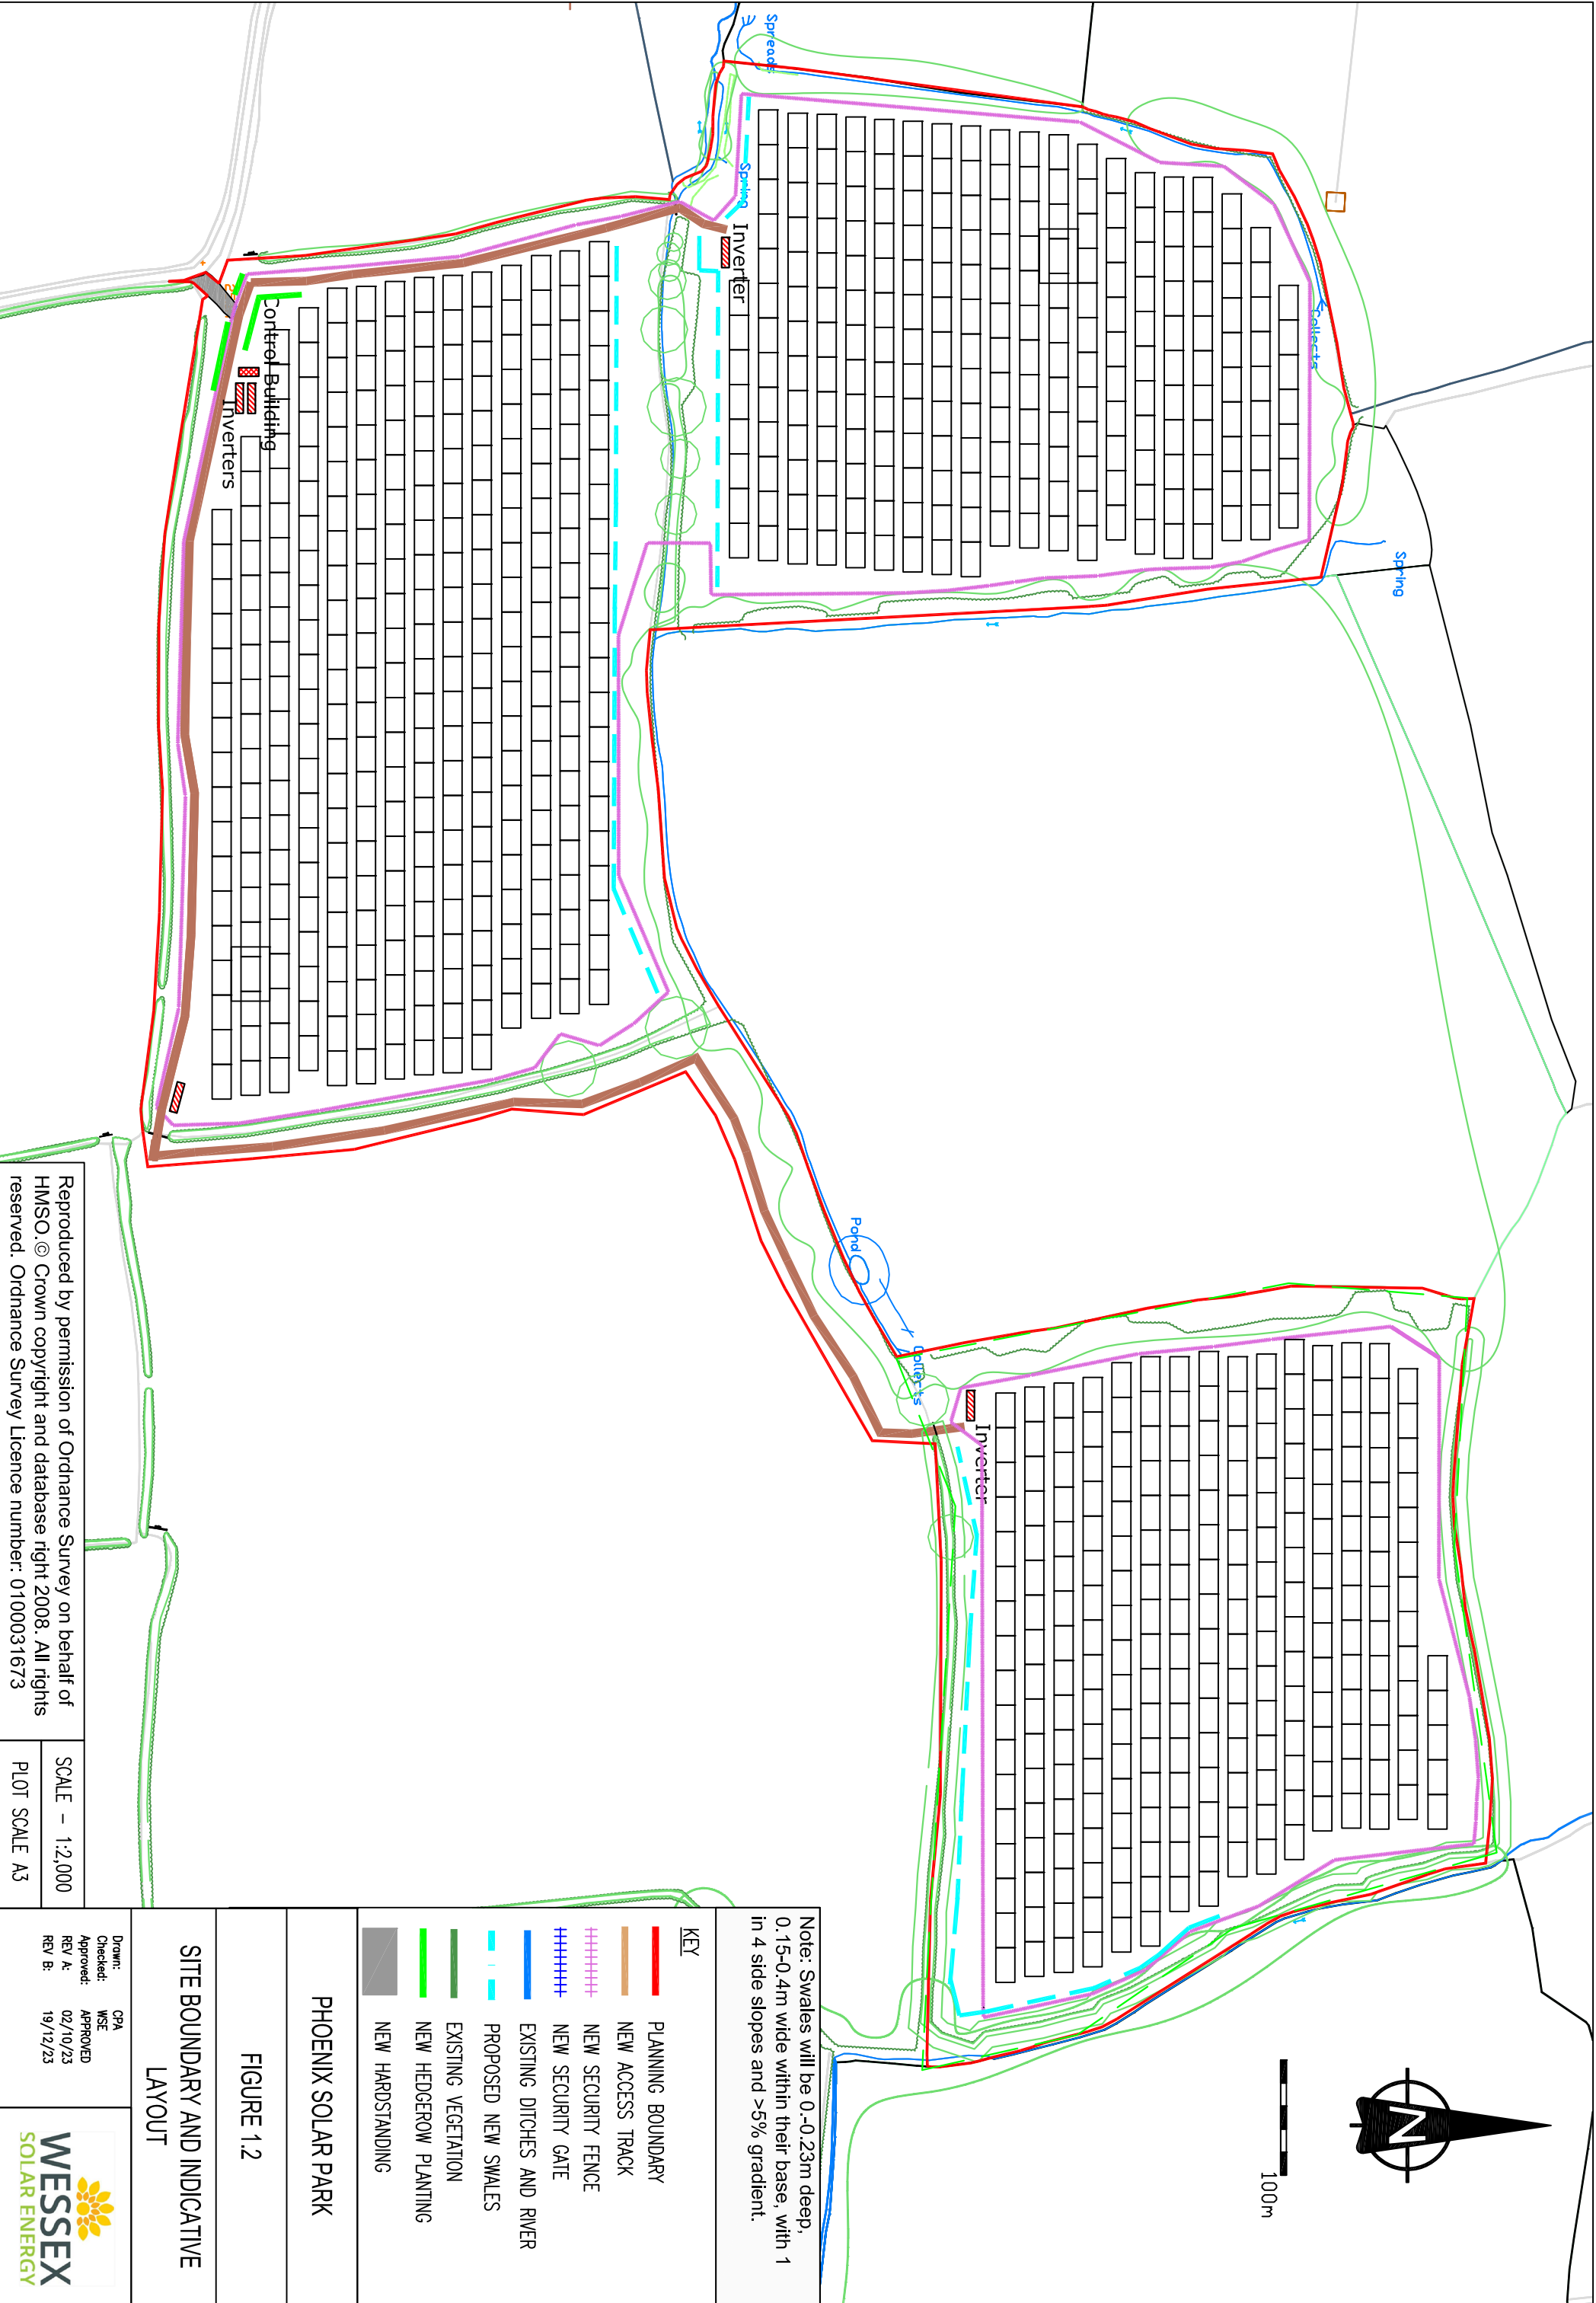 Spreads
Spring
Inverter
Collects
Spring
Control Building
Inverters
Pond
Collects
Inverter
N
100m
Note: Swales will be 0.-0.23m deep,
0.15-0.4m wide within their base, with 1
in 4 side slopes and >5% gradient.
KEY
PLANNING BOUNDARY
NEW ACCESS TRACK
NEW SECURITY FENCE
NEW SECURITY GATE
EXISTING DITCHES AND RIVER
PROPOSED NEW SWALES
EXISTING VEGETATION
NEW HEDGEROW PLANTING
NEW HARDSTANDING
PHOENIX SOLAR PARK
FIGURE 1.2
SITE BOUNDARY AND INDICATIVE
LAYOUT
Drawn: CPA
Checked: WSE
Approved: APPROVED
REV A: 02/10/23
REV B: 19/12/23
WESSEX
SOLAR ENERGY
Reproduced by permission of Ordnance Survey on behalf of
HMSO.© Crown copyright and database right 2008. All rights
reserved. Ordnance Survey Licence number: 0100031673
SCALE - 1:2,000
PLOT SCALE A3